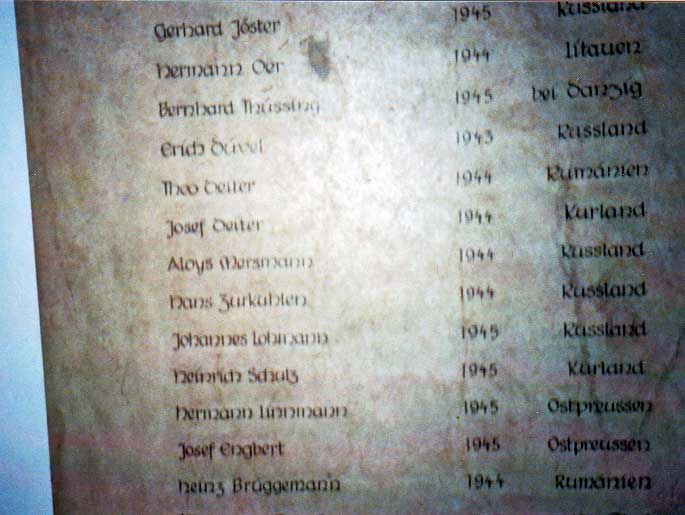 Gerhard Jöster 1945 Russland
Hermann Oer 1944 Litauen
Bernhard Thüssing 1945 bei Danzig
Erich Düvel 1943 Russland
Theo Deiter 1944 Rumänien
Josef Deiter 1944 Kurland
Aloys Mersmann 1944 Russland
Hans Zurkuhlen 1944 Russland
Johannes Lohmann 1945 Russland
Heinrich Schulz 1945 Kurland
Hermann Linnmann 1945 Ostpreussen
Josef Engbert 1945 Ostpreussen
Heinz Brüggemann 1944 Rumänien